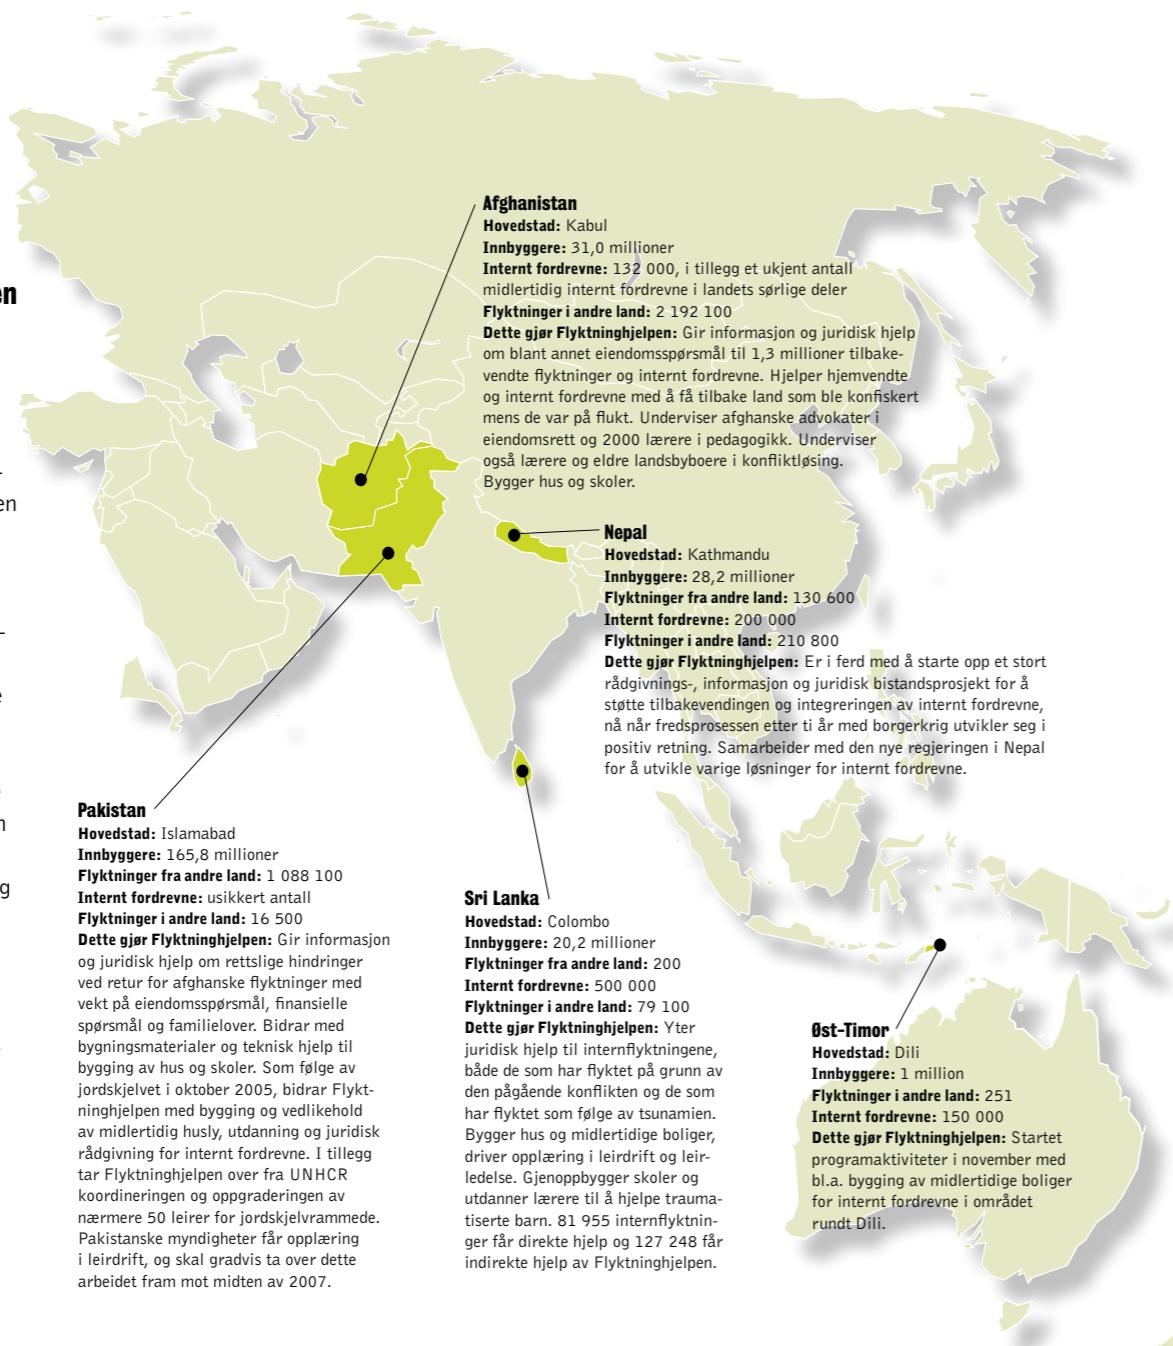 en
-
en
-
e
n
g
Afghanistan
Hovedstad: Kabul
Innbyggere: 31,0 millioner
Internt fordrevne: 132 000, i tillegg et ukjent antall
midlertidig internt fordrevne i landets sørlige deler
Flyktninger i andre land: 2 192 100
Dette gjør Flyktninghjelpen: Gir informasjon og juridisk hjelp
om blant annet eiendomsspørsmål til 1,3 millioner tilbake-
vendte flyktninger og internt fordrevne. Hjelper hjemvendte
og internt fordrevne med å få tilbake land som ble konfiskert
mens de var på flukt. Underviser afghanske advokater i
eiendomsrett og 2000 lærere i pedagogikk. Underviser
også lærere og eldre landsbyboere i konfliktløsing.
Bygger hus og skoler.
Nepal
Hovedstad: Kathmandu
Innbyggere: 28,2 millioner
Flyktninger fra andre land: 130 600
Internt fordrevne: 200 000
Flyktninger i andre land: 210 800
Dette gjør Flyktninghjelpen: Er i ferd med å starte opp et stort
rådgivnings-, informasjon og juridisk bistandsprosjekt for å
støtte tilbakevendingen og integreringen av internt fordrevne,
nå når fredsprosessen etter ti år med borgerkrig utvikler seg i
positiv retning. Samarbeider med den nye regjeringen i Nepal
for å utvikle varige løsninger for internt fordrevne.
Pakistan
Hovedstad: Islamabad
Innbyggere: 165,8 millioner
Flyktninger fra andre land: 1 088 100
Internt fordrevne: usikkert antall
Flyktninger i andre land: 16 500
Dette gjør Flyktninghjelpen: Gir informasjon
og juridisk hjelp om rettslige hindringer
ved retur for afghanske flyktninger med
vekt på eiendomsspørsmål, finansielle
spørsmål og familielover. Bidrar med
bygningsmaterialer og teknisk hjelp til
bygging av hus og skoler. Som følge av
jordskjelvet i oktober 2005, bidrar Flykt-
ninghjelpen med bygging og vedlikehold
av midlertidig husly, utdanning og juridisk
rådgivning for internt fordrevne. I tillegg
tar Flyktninghjelpen over fra UNHCR
koordineringen og oppgraderingen av
nærmere 50 leirer for jordskjelvrammede.
Pakistanske myndigheter får opplæring
i leirdrift, og skal gradvis ta over dette
arbeidet fram mot midten av 2007.
Sri Lanka
Hovedstad: Colombo
Innbyggere: 20,2 millioner
Flyktninger fra andre land: 200
Internt fordrevne: 500 000
Flyktninger i andre land: 79 100
Dette gjør Flyktninghjelpen: Yter
juridisk hjelp til internflyktningene,
både de som har flyktet på grunn av
den pågående konflikten og de som
har flyktet som følge av tsunamien.
Bygger hus og midlertidige boliger,
driver opplæring i leirdrift og leir-
ledelse. Gjenoppbygger skoler og
utdanner lærere til å hjelpe trauma-
tiserte barn. 81 955 internflyktnin-
ger får direkte hjelp og 127 248 får
indirekte hjelp av Flyktninghjelpen.
Øst-Timor
Hovedstad: Dili
Innbyggere: 1 million
Flyktninger i andre land: 251
Internt fordrevne: 150 000
Dette gjør Flyktninghjelpen: Startet
programaktiviteter i november med
bl.a. bygging av midlertidige boliger
for internt fordrevne i området
rundt Dili.